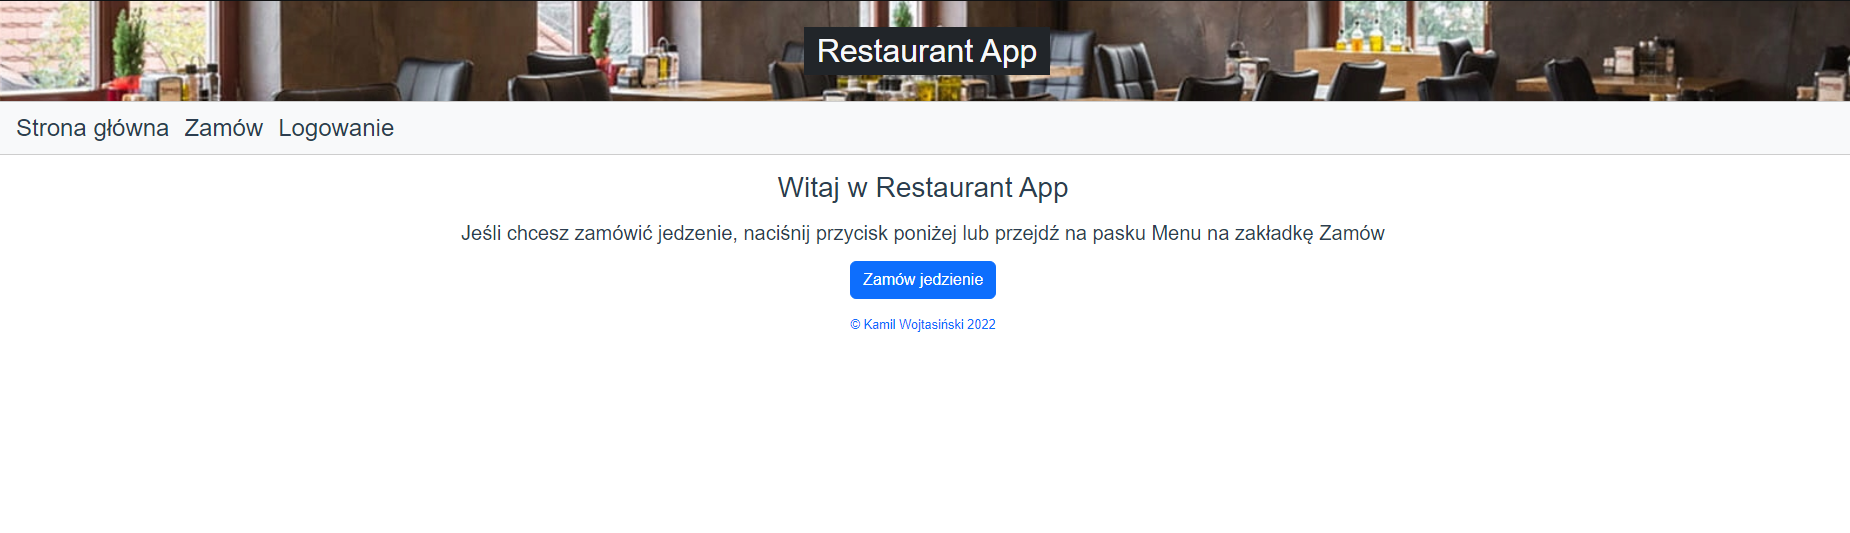 Restaurant App
Strona główna Zamów Logowanie
Witaj w Restaurant App
Jeśli chcesz zamówić jedzenie, naciśnij przycisk poniżej lub przejdź na pasku Menu na zakładkę Zamów
Zamów jedzienie
© Kamil Wojtasiński 2022